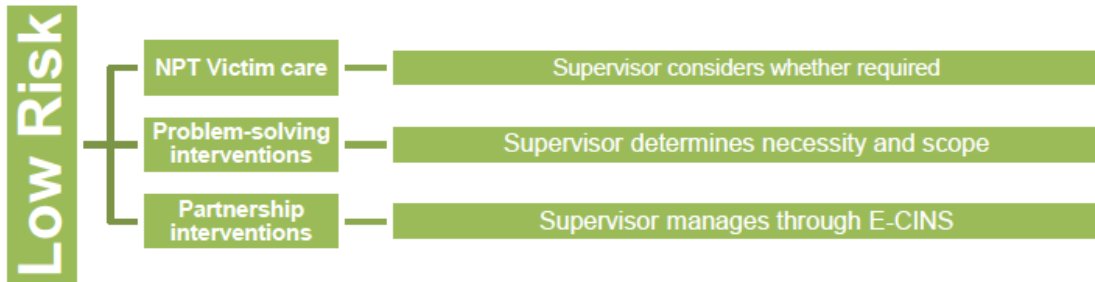 Low Risk
NPT Victim care
Supervisor considers whether required
Problem-solving
interventions
Supervisor determines necessity and scope
Partnership
interventions
Supervisor manages through E-CINS